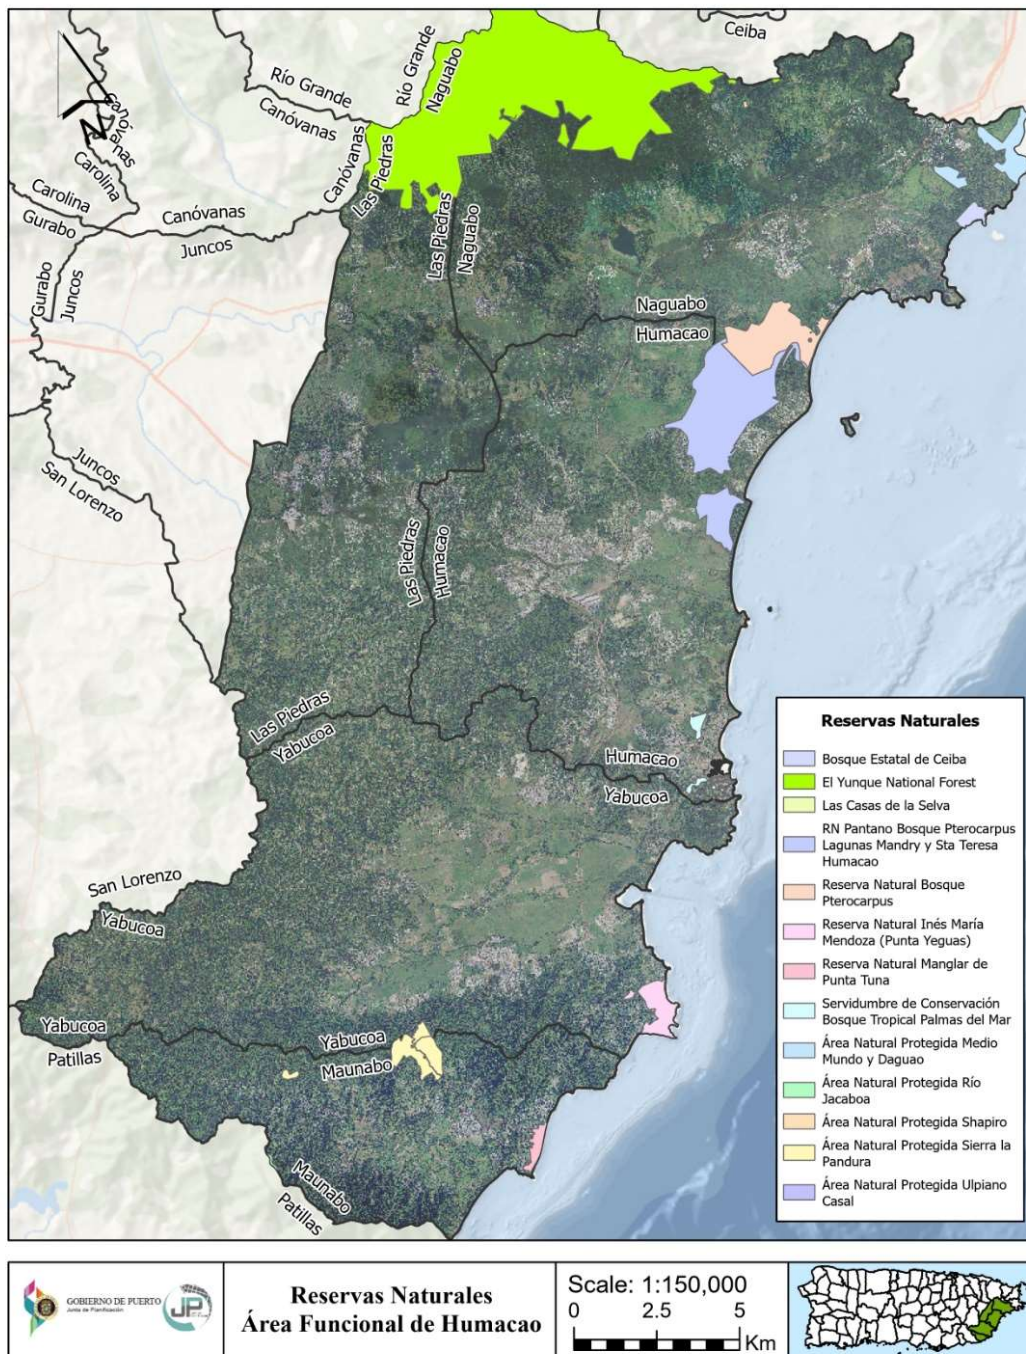 Ceiba
Río Grande
Naguabo
Río Grande
Canóvanas
Canóvanas
Las Piedras
Canóvanas
Carolina
N
Carolina
Gurabo
Canóvanas
Juncos
Gurabo
Juncos
Las Piedras
Naguabo
Naguabo
Humacao
Juncos
San Lorenzo
Las Piedras
Humacao
Las Piedras
Yabucoa
Humacao
Yabucoa
San Lorenzo
Yabucoa
Yabucoa
Patillas
Yabucoa
Maunabo
Maunabo
Patillas
Reservas Naturales
Bosque Estatal de Ceiba
El Yunque National Forest
Las Casas de la Selva
RN Pantano Bosque Pterocarpus
Lagunas Mandry y Sta Teresa
Humacao
Reserva Natural Bosque
Pterocarpus
Reserva Natural Inés María
Mendoza (Punta Yeguas)
Reserva Natural Manglar de
Punta Tuna
Servidumbre de Conservación
Bosque Tropical Palmas del Mar
Área Natural Protegida Medio
Mundo y Daguao
Área Natural Protegida Río
Jacaboa
Área Natural Protegida Shapiro
Área Natural Protegida Sierra la
Pandura
Área Natural Protegida Ulpiano
Casal
GOBIERNO DE PUERTO
Junta de Planificación
JP
Reservas Naturales
Área Funcional de Humacao
Scale: 1:150,000
0 2.5 5
Km